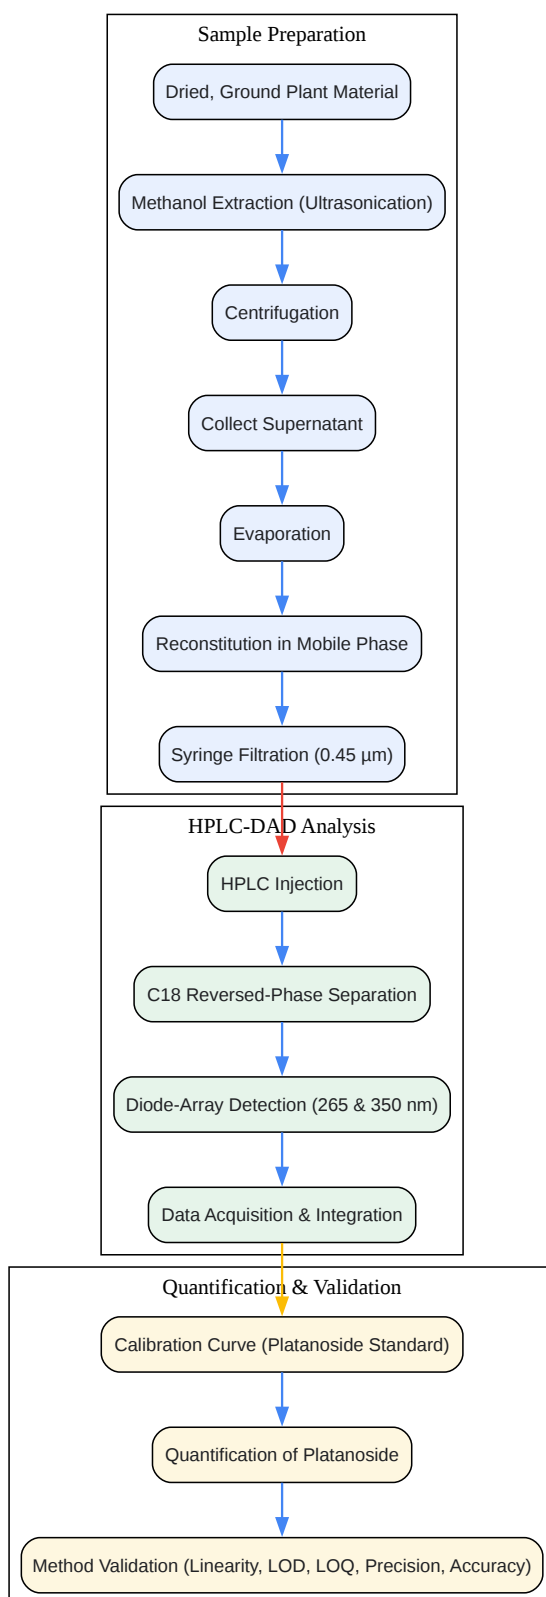 Sample Preparation
Dried, Ground Plant Material
Methanol Extraction (Ultrasonication)
Centrifugation
Collect Supernatant
Evaporation
Reconstitution in Mobile Phase
Syringe Filtration (0.45 µm)
HPLC-DAD Analysis
HPLC Injection
C18 Reversed-Phase Separation
Diode-Array Detection (265 & 350 nm)
Data Acquisition & Integration
Quantification & Validation
Calibration Curve (Platanoside Standard)
Quantification of Platanoside
Method Validation (Linearity, LOD, LOQ, Precision, Accuracy)